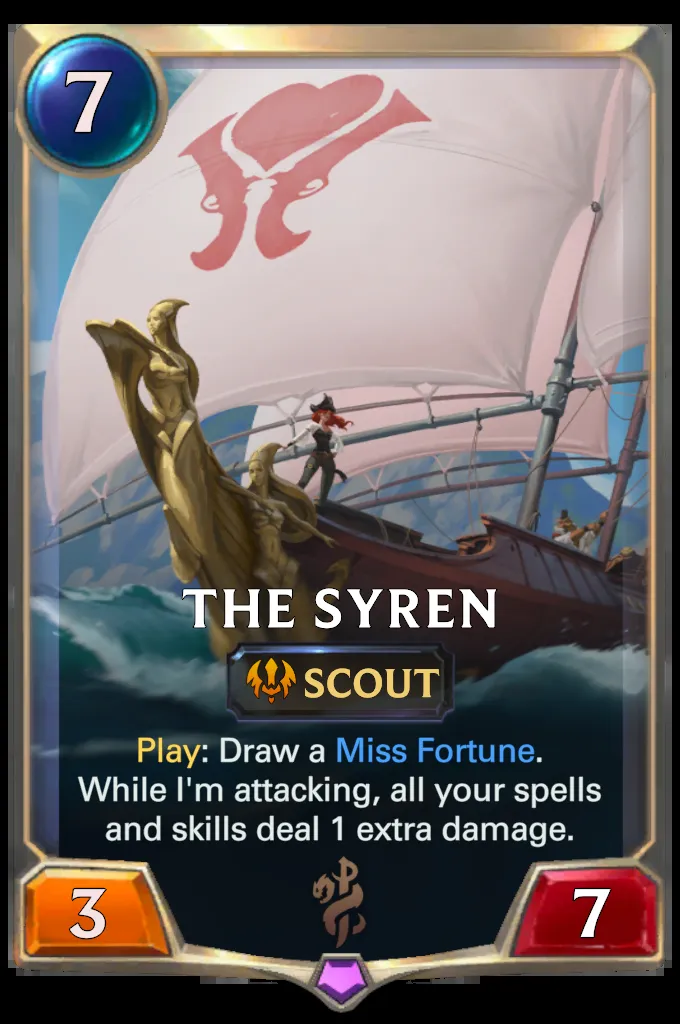 7
THE SYREN
SCOUT
Play: Draw a Miss Fortune.
While I'm attacking, all your spells
and skills deal 1 extra damage.
3
7